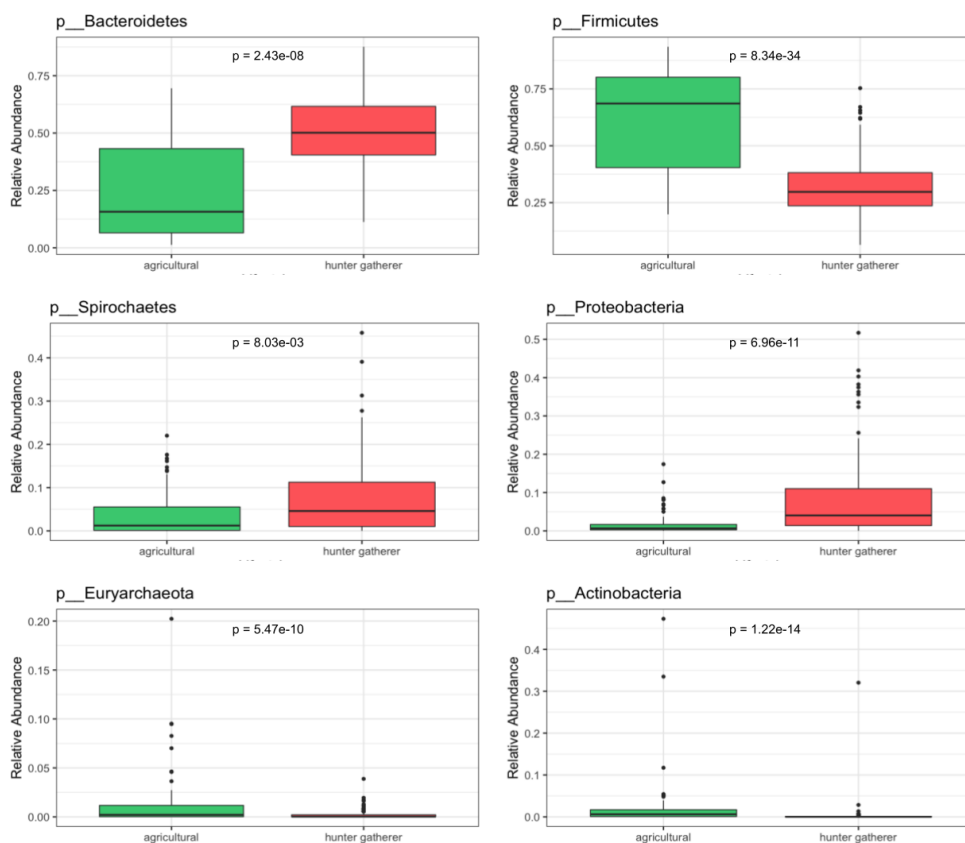 p__Bacteroidetes
p = 2.43e-08
Relative Abundance
0.75
0.50
0.25
0.00
agricultural
hunter gatherer
p__Firmicutes
p = 8.34e-34
Relative Abundance
0.75
0.50
0.25
agricultural
hunter gatherer
p__Spirochaetes
p = 8.03e-03
Relative Abundance
0.4
0.3
0.2
0.1
0.0
agricultural
hunter gatherer
p__Proteobacteria
p = 6.96e-11
Relative Abundance
0.5
0.4
0.3
0.2
0.1
0.0
agricultural
hunter gatherer
p__Euryarchaeota
p = 5.47e-10
Relative Abundance
0.20
0.15
0.10
0.05
0.00
agricultural
hunter gatherer
p__Actinobacteria
p = 1.22e-14
Relative Abundance
0.4
0.3
0.2
0.1
0.0
agricultural
hunter gatherer